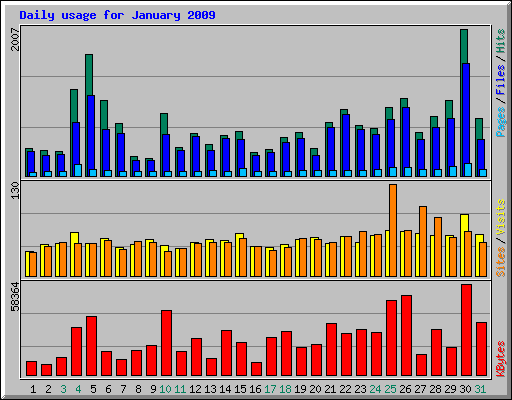 Daily usage for January 2009
2007
Pages / Files / Hits
130
Sites / Visits
58364
KBytes
1 2 3 4 5 6 7 8 9 10 11 12 13 14 15 16 17 18 19 20 21 22 23 24 25 26 27 28 29 30 31